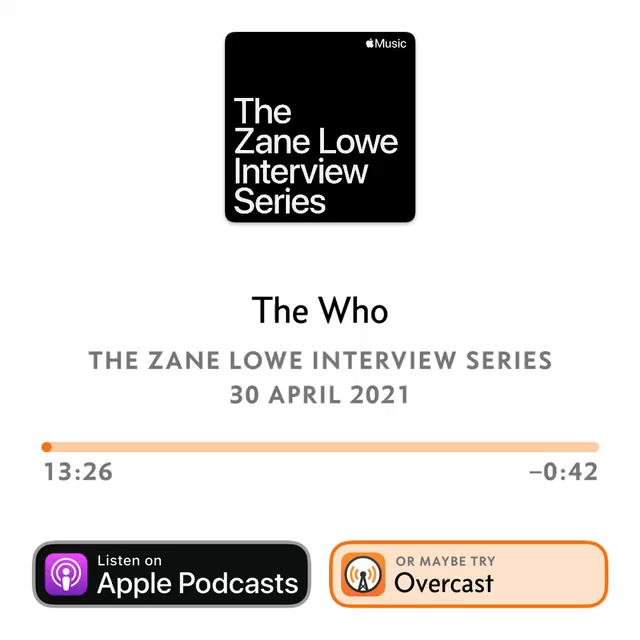 Music
The
Zane Lowe
Interview
Series
The Who
THE ZANE LOWE INTERVIEW SERIES
30 APRIL 2021
13:26
–0:42
Listen on
Apple Podcasts
OR MAYBE TRY
Overcast